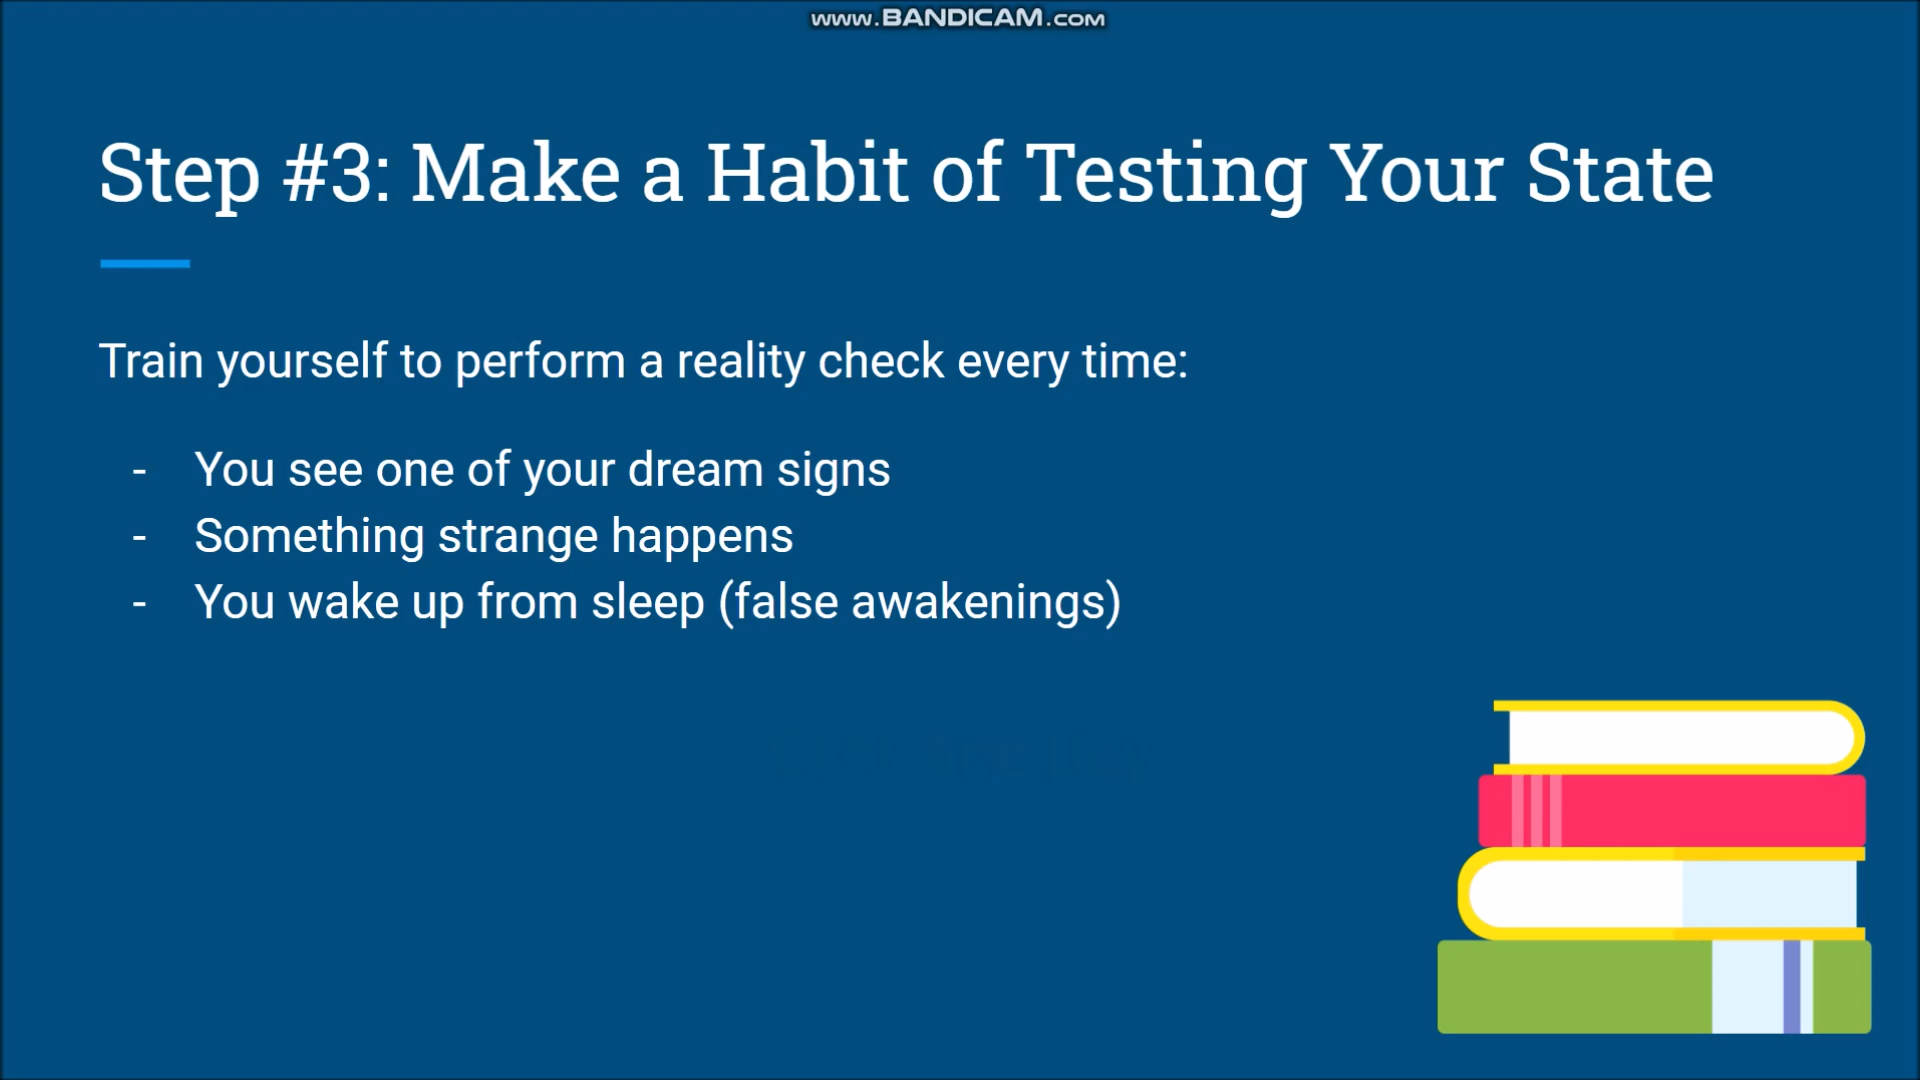 www.BANDICAM.com
Step #3: Make a Habit of Testing Your State
Train yourself to perform a reality check every time:
- You see one of your dream signs
- Something strange happens
- You wake up from sleep (false awakenings)